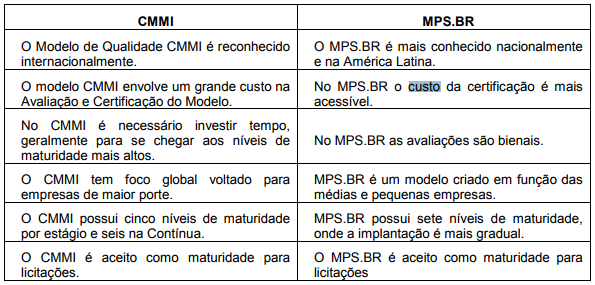 CMMI
MPS.BR
O Modelo de Qualidade CMMI é reconhecido
internacionalmente.
O MPS.BR é mais conhecido nacionalmente
e na América Latina.
O modelo CMMI envolve um grande custo na
Avaliação e Certificação do Modelo.
No MPS.BR o custo da certificação é mais
acessível.
No CMMI é necessário investir tempo,
geralmente para se chegar aos níveis de
maturidade mais altos.
No MPS.BR as avaliações são bienais.
O CMMI tem foco global voltado para
empresas de maior porte.
MPS.BR é um modelo criado em função das
médias e pequenas empresas.
O CMMI possui cinco níveis de maturidade
por estágio e seis na Contínua.
MPS.BR possui sete níveis de maturidade,
onde a implantação é mais gradual.
O CMMI é aceito como maturidade para
licitações.
O MPS.BR é aceito como maturidade para
licitações